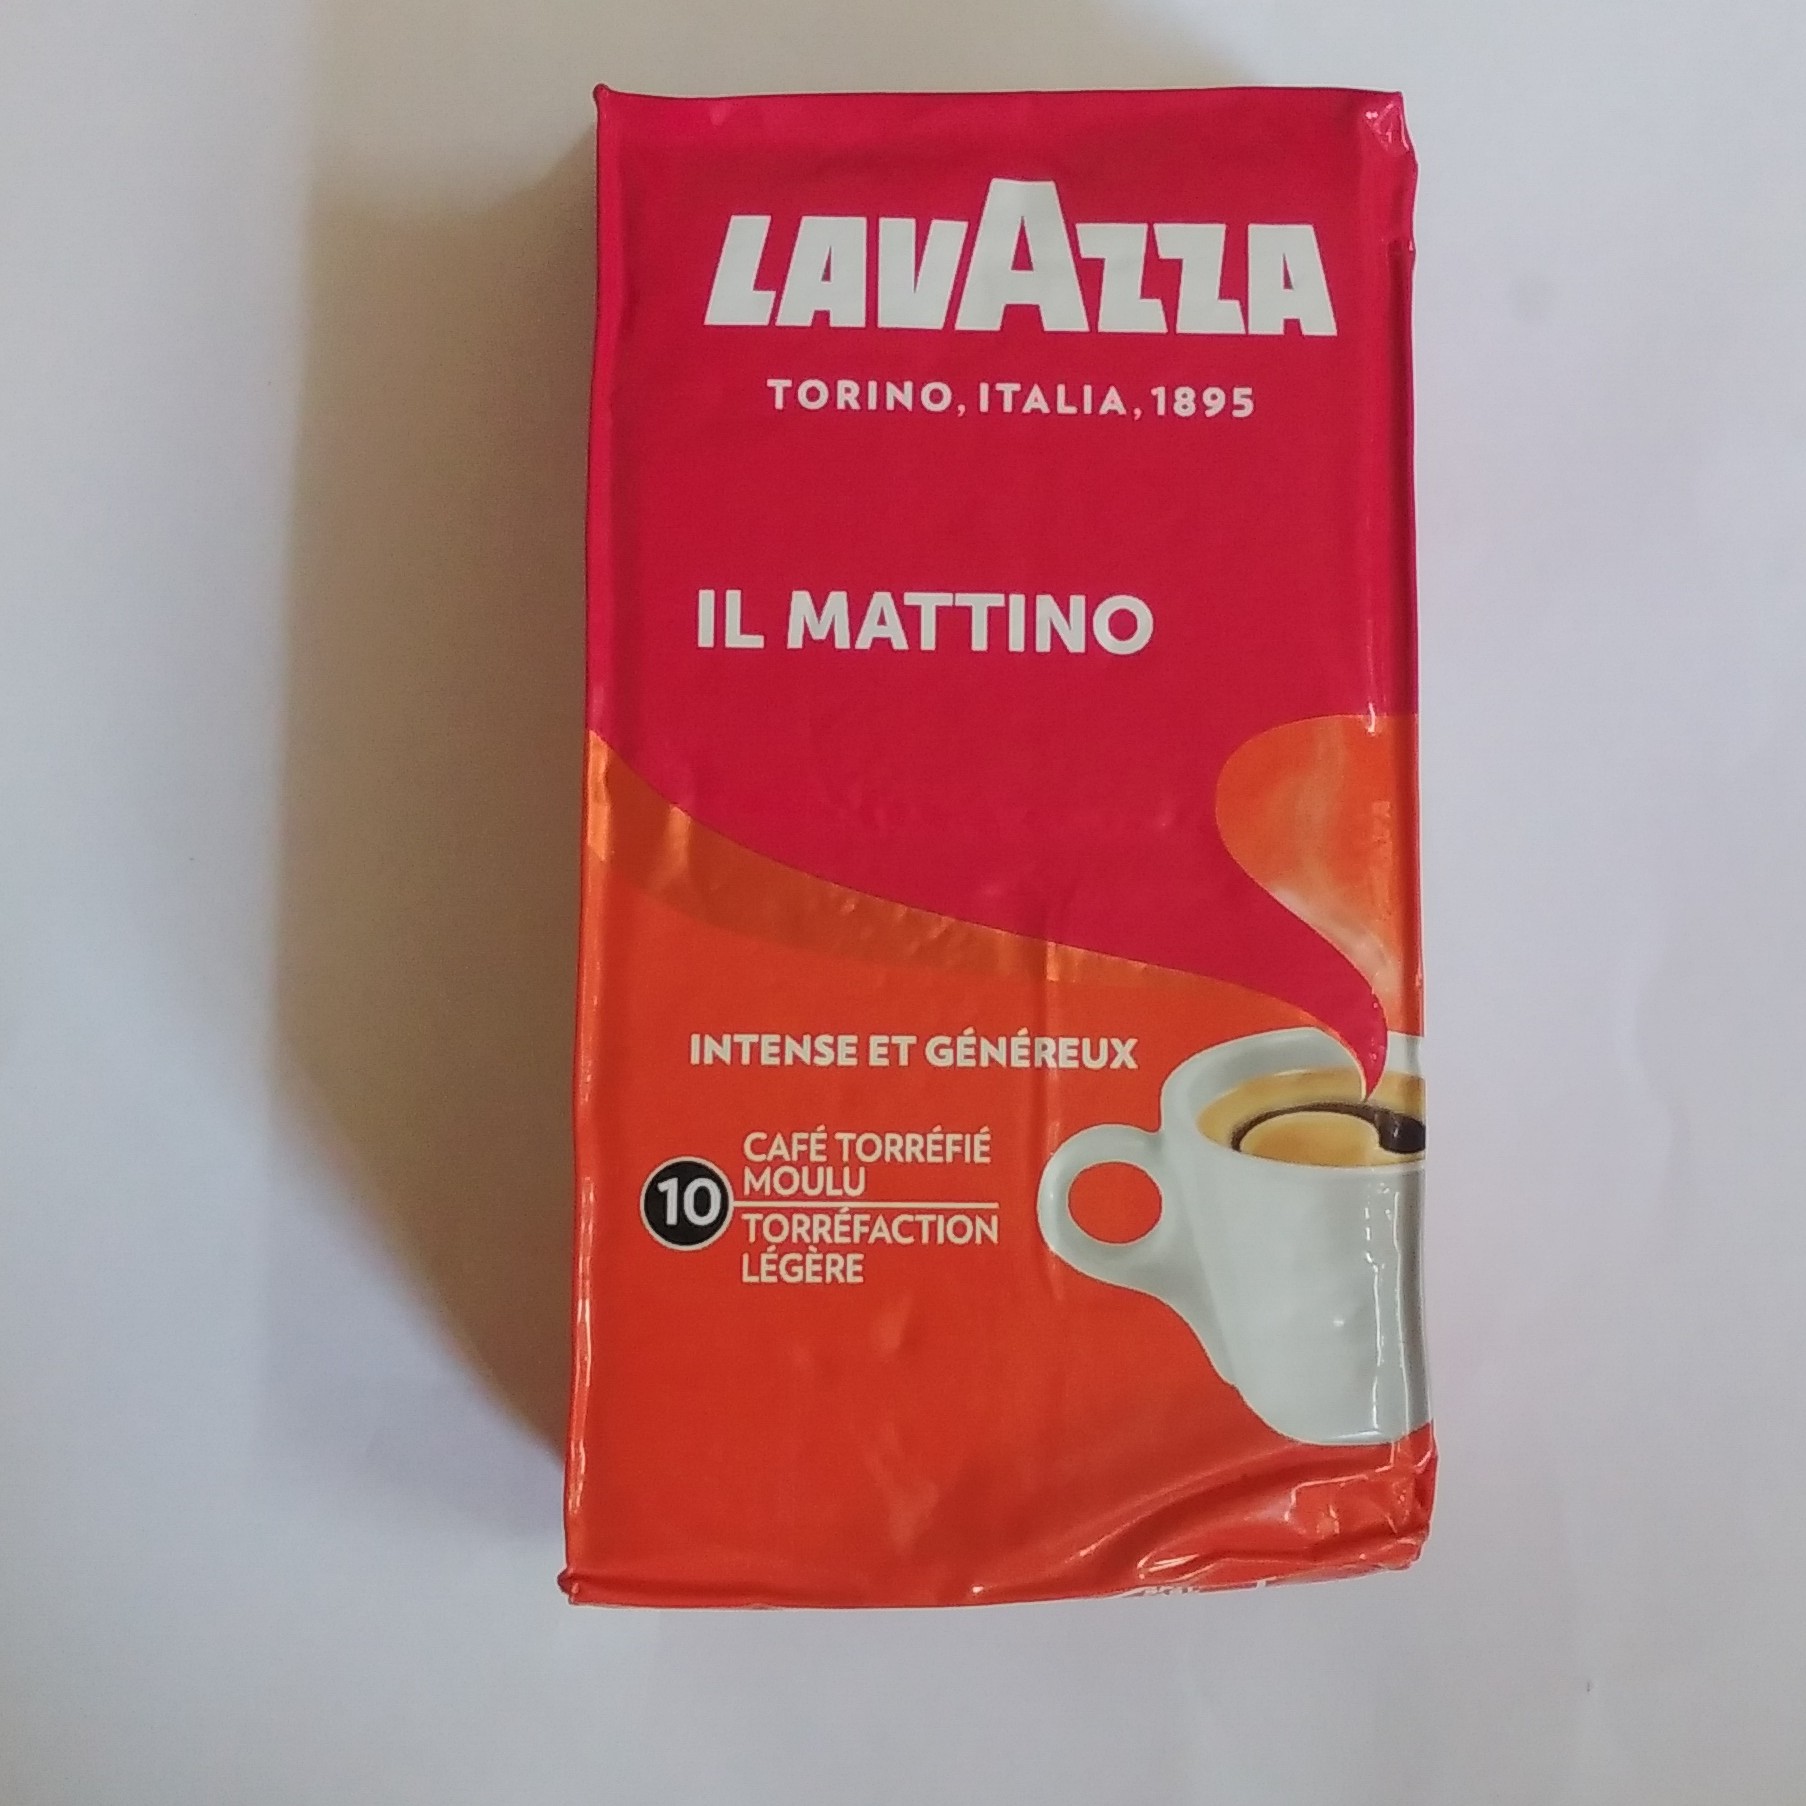 LAVAZZA
TORINO, ITALIA, 1895
IL MATTINO
INTENSE ET GÉNÉREUX
10
CAFÉ TORRÉFIÉ
MOULU
TORRÉFACTION
LÉGÈRE